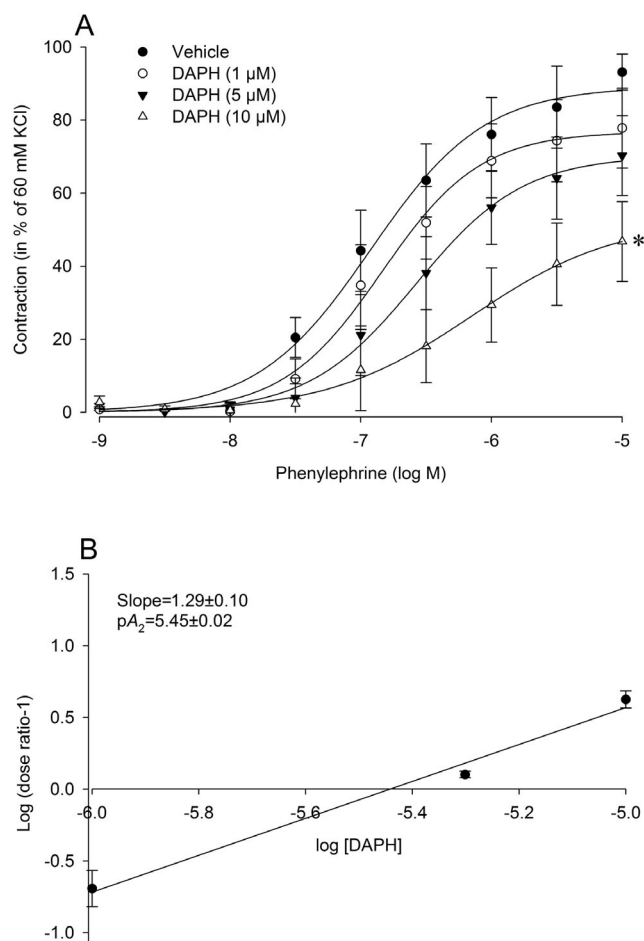 A
Vehicle
DAPH (1 µM)
DAPH (5 µM)
DAPH (10 µM)
100
80
60
40
20
0
Contraction (in % of 60 mM KCl)
*
-9 -8 -7 -6 -5
Phenylephrine (log M)
B
1.5
1.0
0.5
0.0
-0.5
-1.0
Slope=1.29±0.10
pA2=5.45±0.02
Log (dose ratio-1)
-6.0 -5.8 -5.6 -5.4 -5.2 -5.0
log [DAPH]